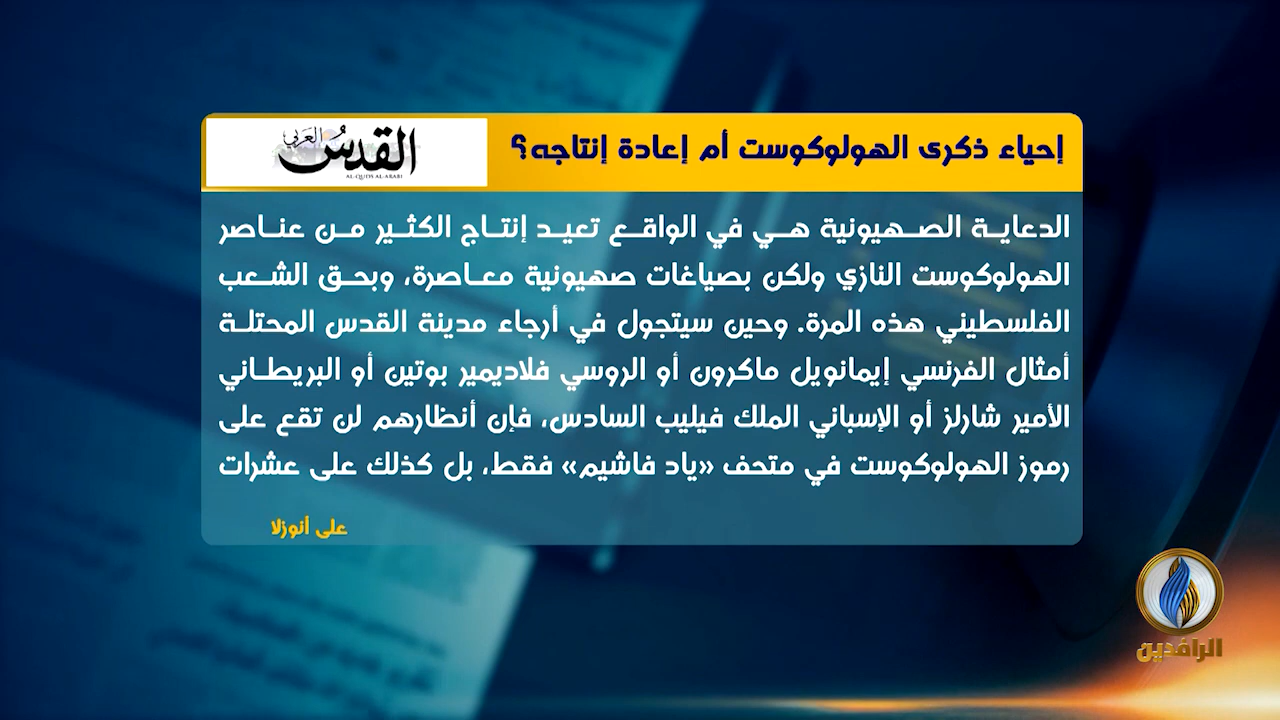 إحياء ذكرى الهولوكوست أم إعادة إنتاجه؟
القدس العربي
AL-QUDS AL-ARABI
الدعاية الصهيونية هي في الواقع تعيد إنتاج الكثير من عناصر
الهولوكوست النازي ولكن بصياغات صهيونية معاصرة، وبحق الشعب
الفلسطيني هذه المرة. وحين سيتجول في أرجاء مدينة القدس المحتلة
أمثال الفرنسي إيمانويل ماكرون أو الروسي فلاديمير بوتين أو البريطاني
الأمير شارلز أو الإسباني الملك فيليب السادس، فإن أنظارهم لن تقع على
رموز الهولوكوست في متحف «ياد فاشيم» فقط، بل كذلك على عشرات
على أنوزلا
الرافدين